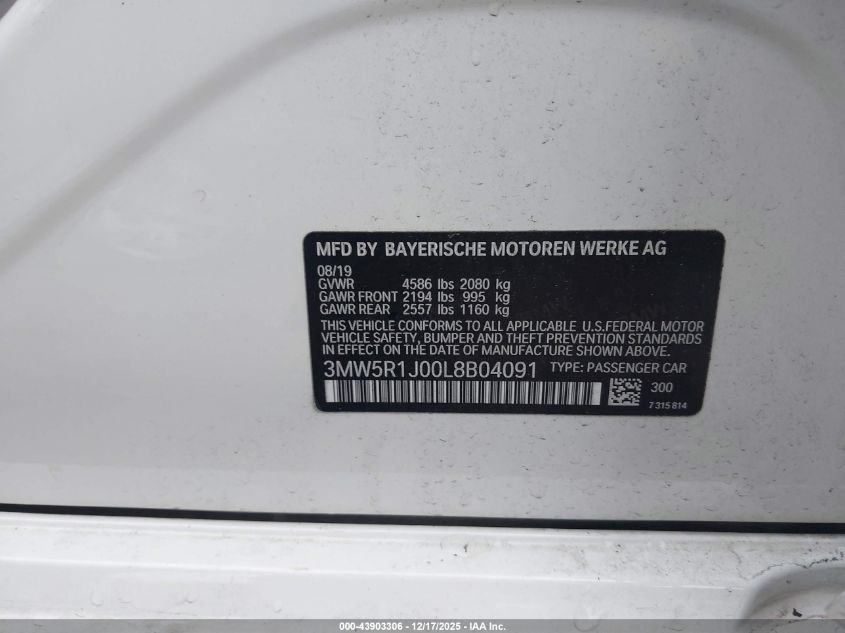 MFD BY BAYERISCHE MOTOREN WERKE AG
08/19
GVWR 4586 lbs 2080 kg
GAWR FRONT 2194 lbs 995 kg
GAWR REAR 2557 lbs 1160 kg
THIS VEHICLE CONFORMS TO ALL APPLICABLE U.S.FEDERAL MOTOR
VEHICLE SAFETY, BUMPER AND THEFT PREVENTION STANDARDS
IN EFFECT ON THE DATE OF MANUFACTURE SHOWN ABOVE.
3MW5R1J00L8B04091 TYPE: PASSENGER CAR
300
7 315 814
000-43903306 - 12/17/2025 - IAA Inc.